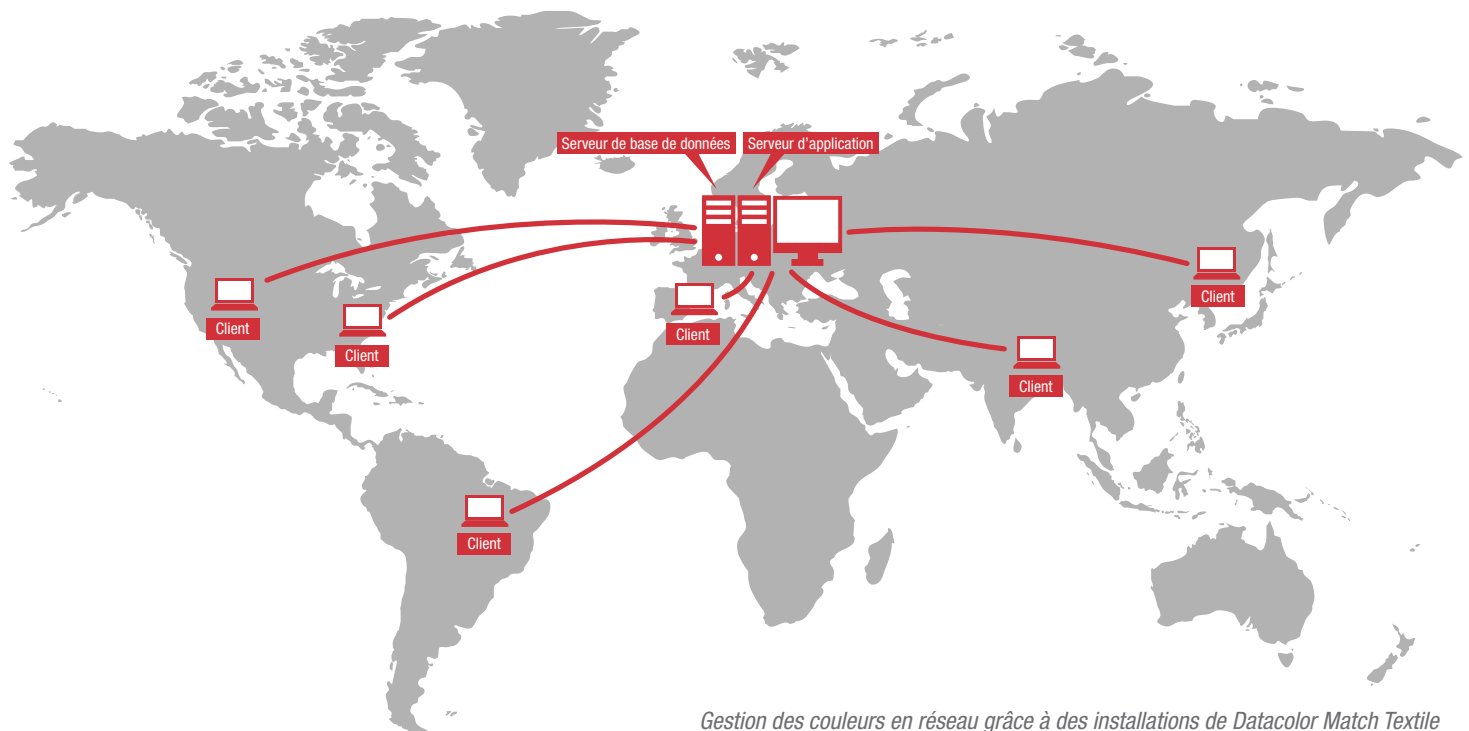 Serveur de base de données
Serveur d'application
Client
Client
Client
Client
Client
Client
Gestion des couleurs en réseau grâce à des installations de Datacolor Match Textile